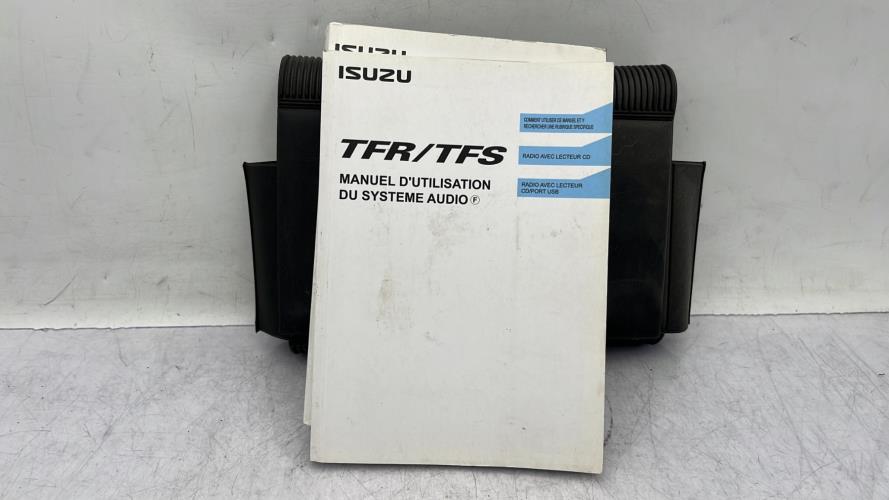 ISUZU
ISUZU
TFR/TFS
MANUEL D'UTILISATION
DU SYSTEME AUDIO Ⓕ
COMMENT UTILISER CE MANUEL ET Y
RECHERCHER UNE RUBRIQUE SPECIFIQUE
RADIO AVEC LECTEUR CD
RADIO AVEC LECTEUR
CD/PORT USB